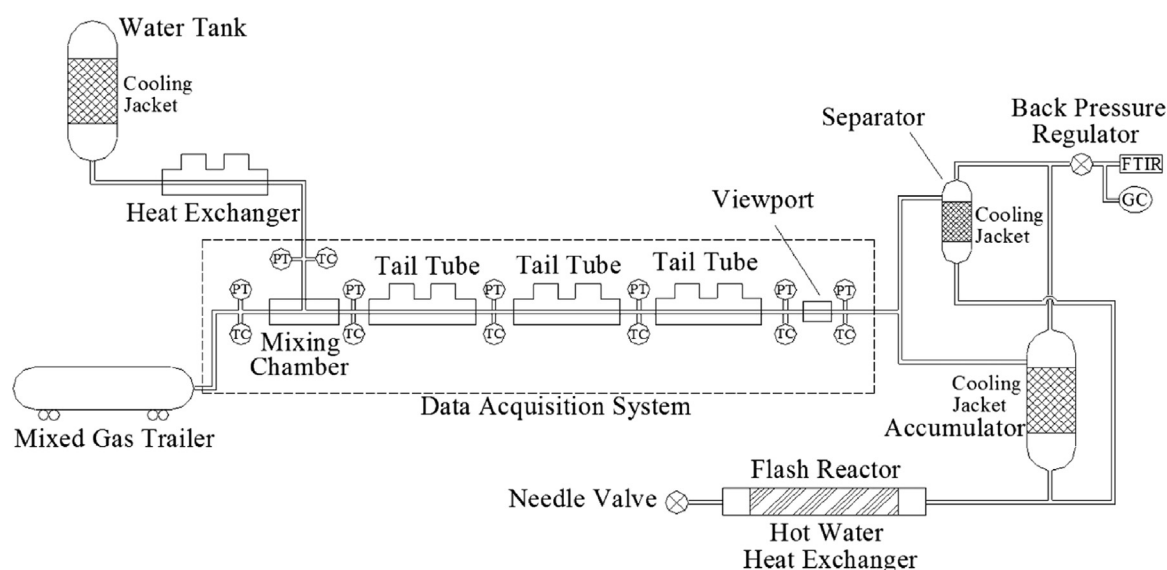 Water Tank
Cooling
Jacket
Heat Exchanger
Separator
Back Pressure
Regulator
FTIR
GC
Cooling
Jacket
Viewport
PT
TC
Tail Tube
Tail Tube
Tail Tube
PT
PT
PT
PT
PT
PT
TC
TC
TC
TC
TC
TC
Mixing
Chamber
Mixed Gas Trailer
Data Acquisition System
Cooling
Jacket
Accumulator
Flash Reactor
Needle Valve
Hot Water
Heat Exchanger